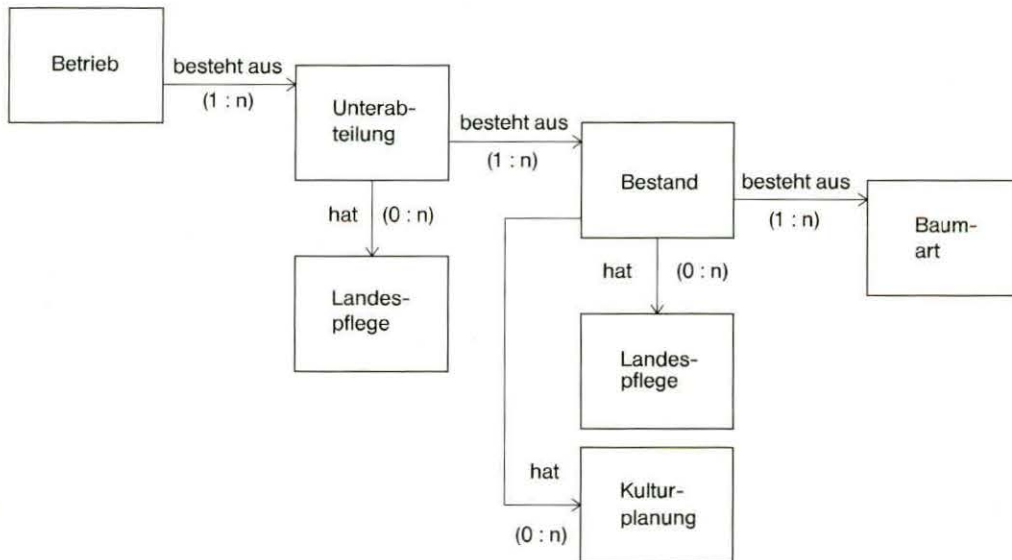 Betrieb
besteht aus
(1 : n)
Unterab-
teilung
besteht aus
(1 : n)
Bestand
besteht aus
(1 : n)
Baum-
art
hat (0 : n)
Landes-
pflege
hat (0 : n)
Landes-
pflege
hat
(0 : n)
Kultur-
planung